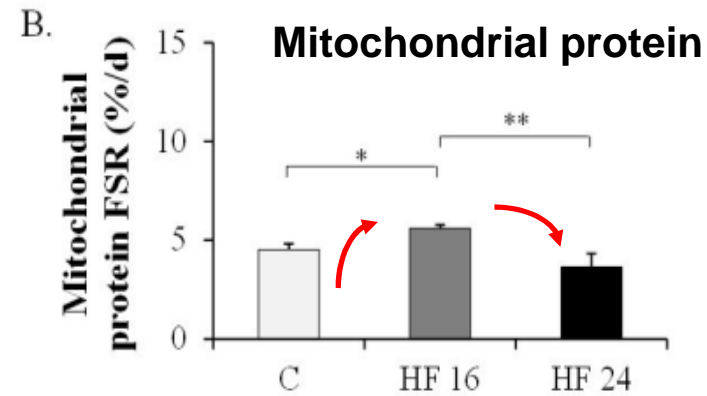 B.
Mitochondrial protein
Mitochondrial
protein FSR (%/d)
15
10
5
0
*
**
C
HF 16
HF 24